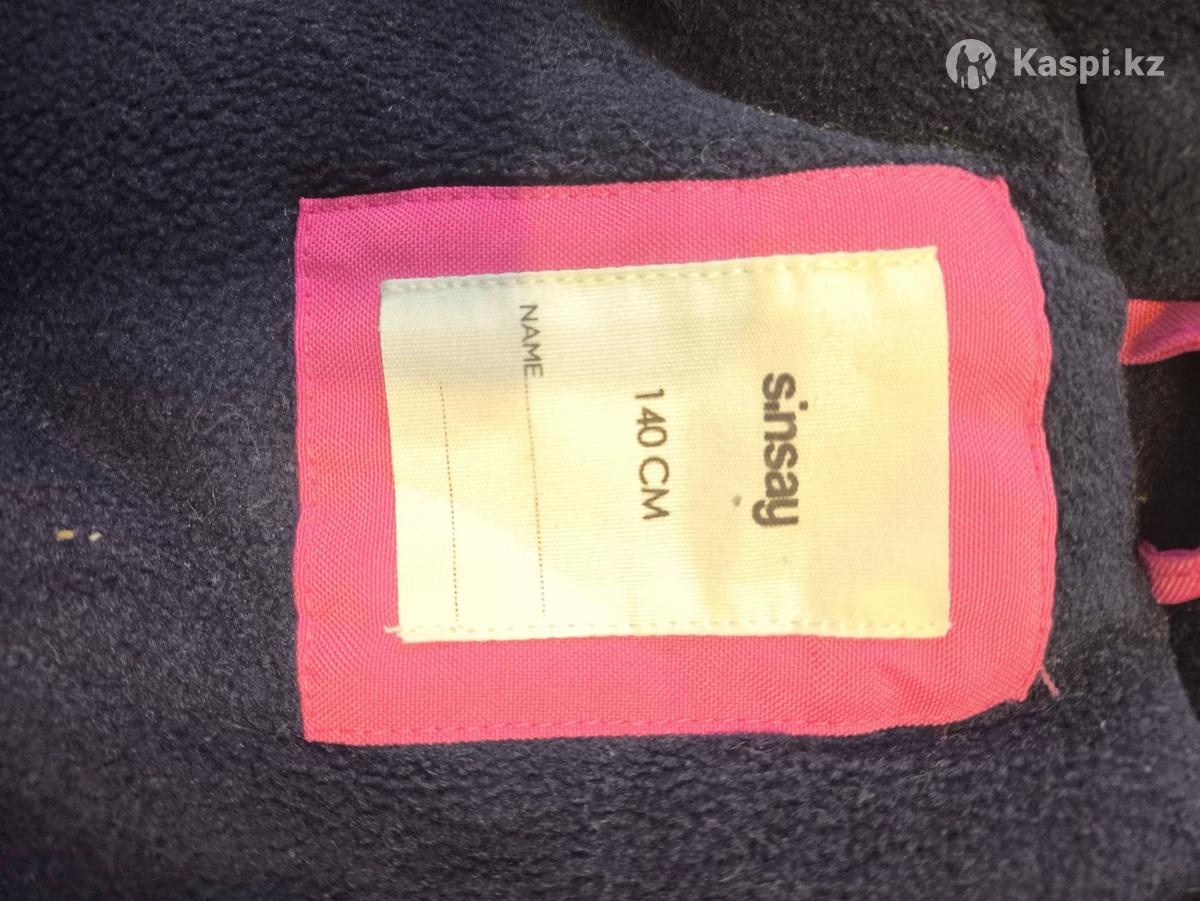 Kaspi.kz
sinsay
140 CM
NAME